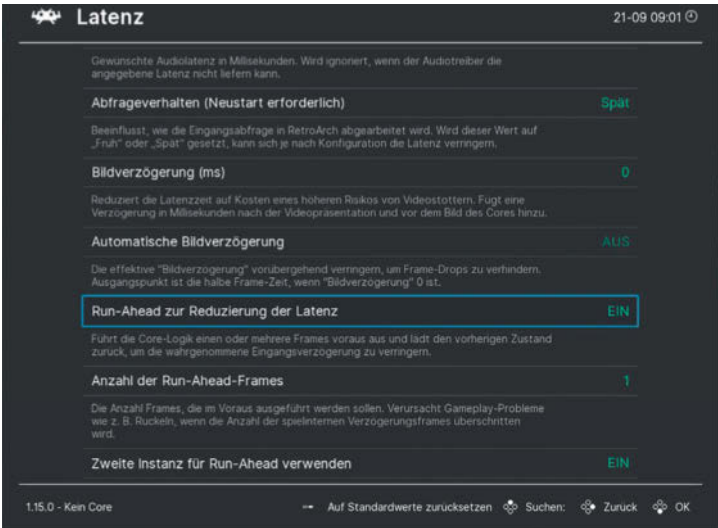 Latenz
21-09 09:01
Gewünschte Audiolatenz in Millisekunden. Wird ignoriert, wenn der Audiotreiber die
angegebene Latenz nicht liefern kann.
Abfrageverhalten (Neustart erforderlich)
Spät
Beeinflusst, wie die Eingangsabfrage in RetroArch abgearbeitet wird. Wird dieser Wert auf
„Früh“ oder „Spät“ gesetzt, kann sich je nach Konfiguration die Latenz verringern.
Bildverzögerung (ms)
0
Reduziert die Latenzzeit auf Kosten eines höheren Risikos von Videostottern. Fügt eine
Verzögerung in Millisekunden nach der Videopräsentation und vor dem Bild des Cores hinzu.
Automatische Bildverzögerung
AUS
Die effektive "Bildverzögerung" vorübergehend verringern, um Frame-Drops zu verhindern.
Ausgangspunkt ist die halbe Frame-Zeit, wenn "Bildverzögerung" 0 ist.
Run-Ahead zur Reduzierung der Latenz
EIN
Führt die Core-Logik einen oder mehrere Frames voraus aus und lädt den vorherigen Zustand
zurück, um die wahrgenommene Eingangsverzögerung zu verringern.
Anzahl der Run-Ahead-Frames
1
Die Anzahl Frames, die im Voraus ausgeführt werden sollen. Verursacht Gameplay-Probleme
wie z. B. Ruckeln, wenn die Anzahl der spielinternen Verzögerungsframes überschritten
wird.
Zweite Instanz für Run-Ahead verwenden
EIN
1.15.0 - Kein Core
Auf Standardwerte zurücksetzen
Suchen:
Zurück
OK